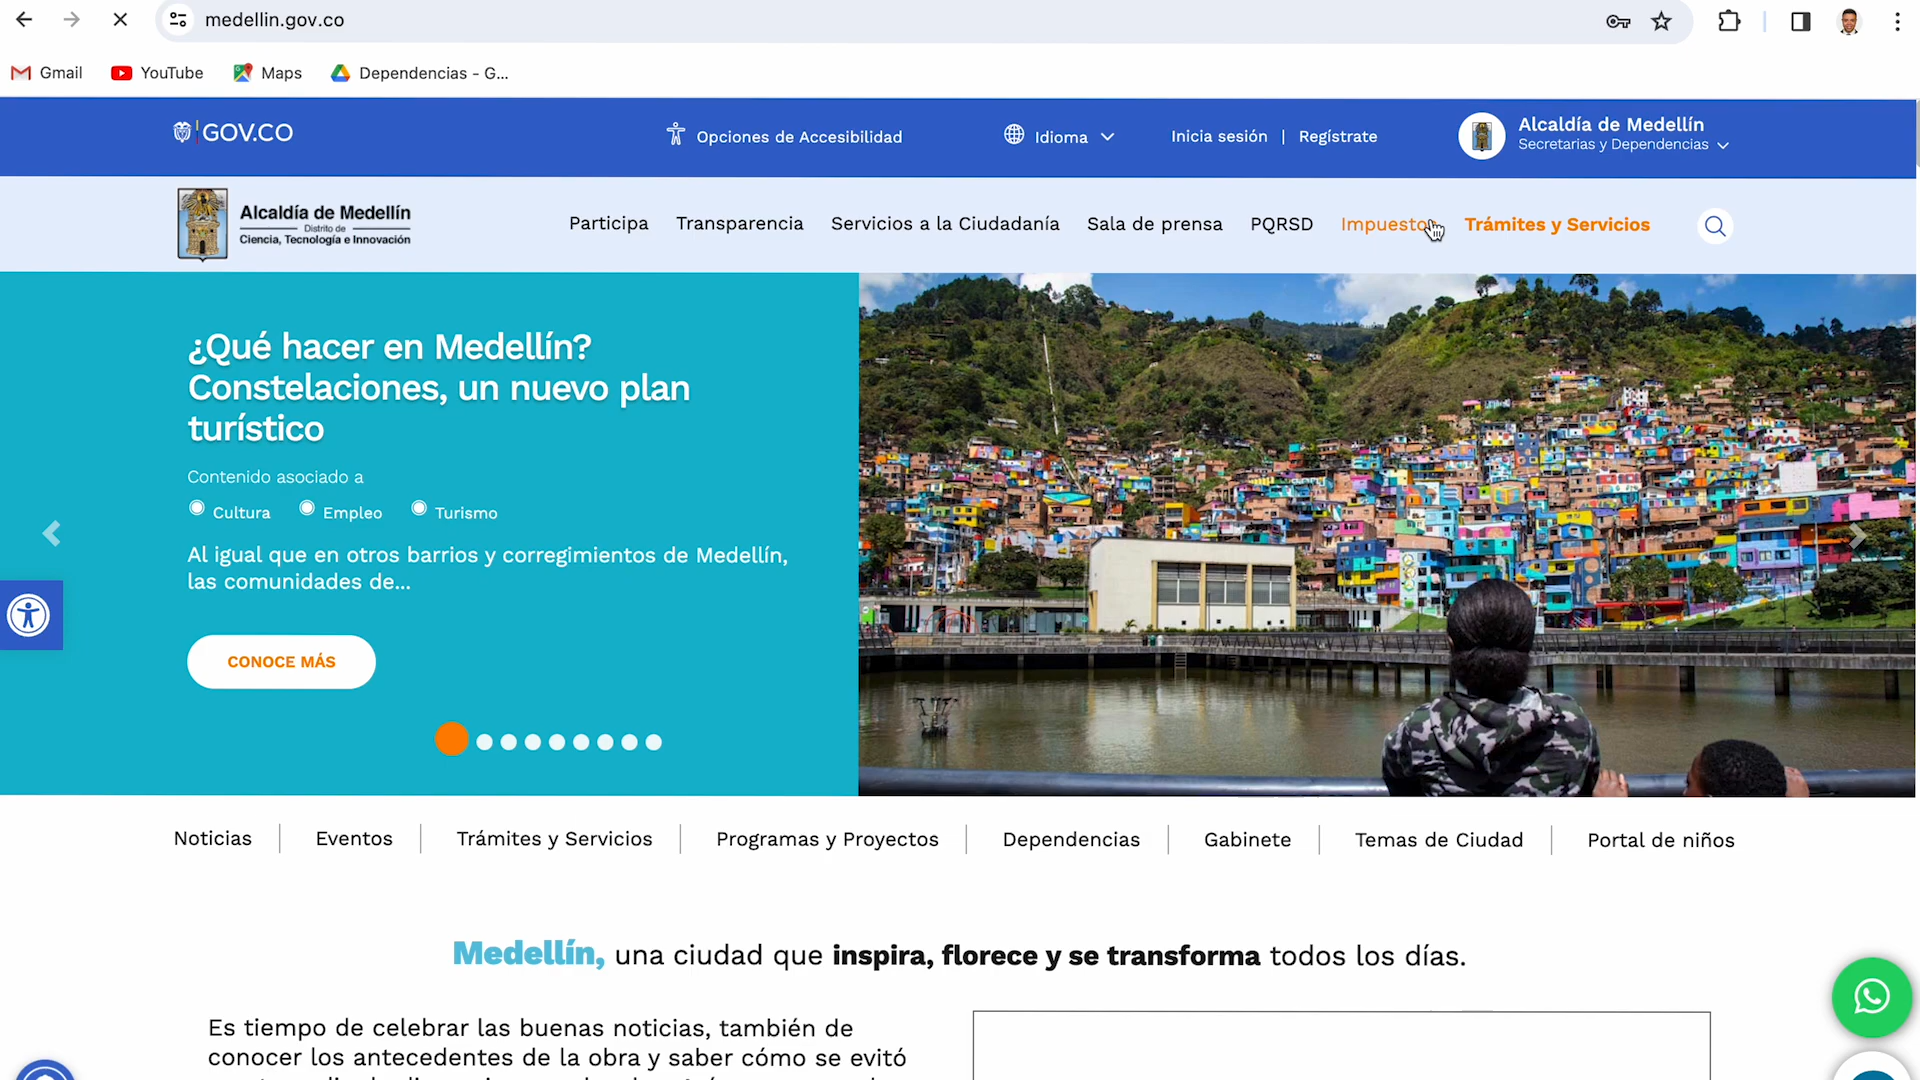 medellin.gov.co
Gmail
YouTube
Maps
Dependencias - G...
GOV.CO
Opciones de Accesibilidad
Idioma
Inicia sesión | Regístrate
Alcaldía de Medellín
Secretarias y Dependencias
Alcaldía de Medellín
Distrito de
Ciencia, Tecnología e Innovación
Participa
Transparencia
Servicios a la Ciudadanía
Sala de prensa
PQRSD
Impuestos
Trámites y Servicios
¿Qué hacer en Medellín?
Constelaciones, un nuevo plan
turístico
Contenido asociado a
Cultura
Empleo
Turismo
Al igual que en otros barrios y corregimientos de Medellín,
las comunidades de...
CONOCE MÁS
Noticias
Eventos
Trámites y Servicios
Programas y Proyectos
Dependencias
Gabinete
Temas de Ciudad
Portal de niños
Medellín, una ciudad que inspira, florece y se transforma todos los días.
Es tiempo de celebrar las buenas noticias, también de
conocer los antecedentes de la obra y saber cómo se evitó